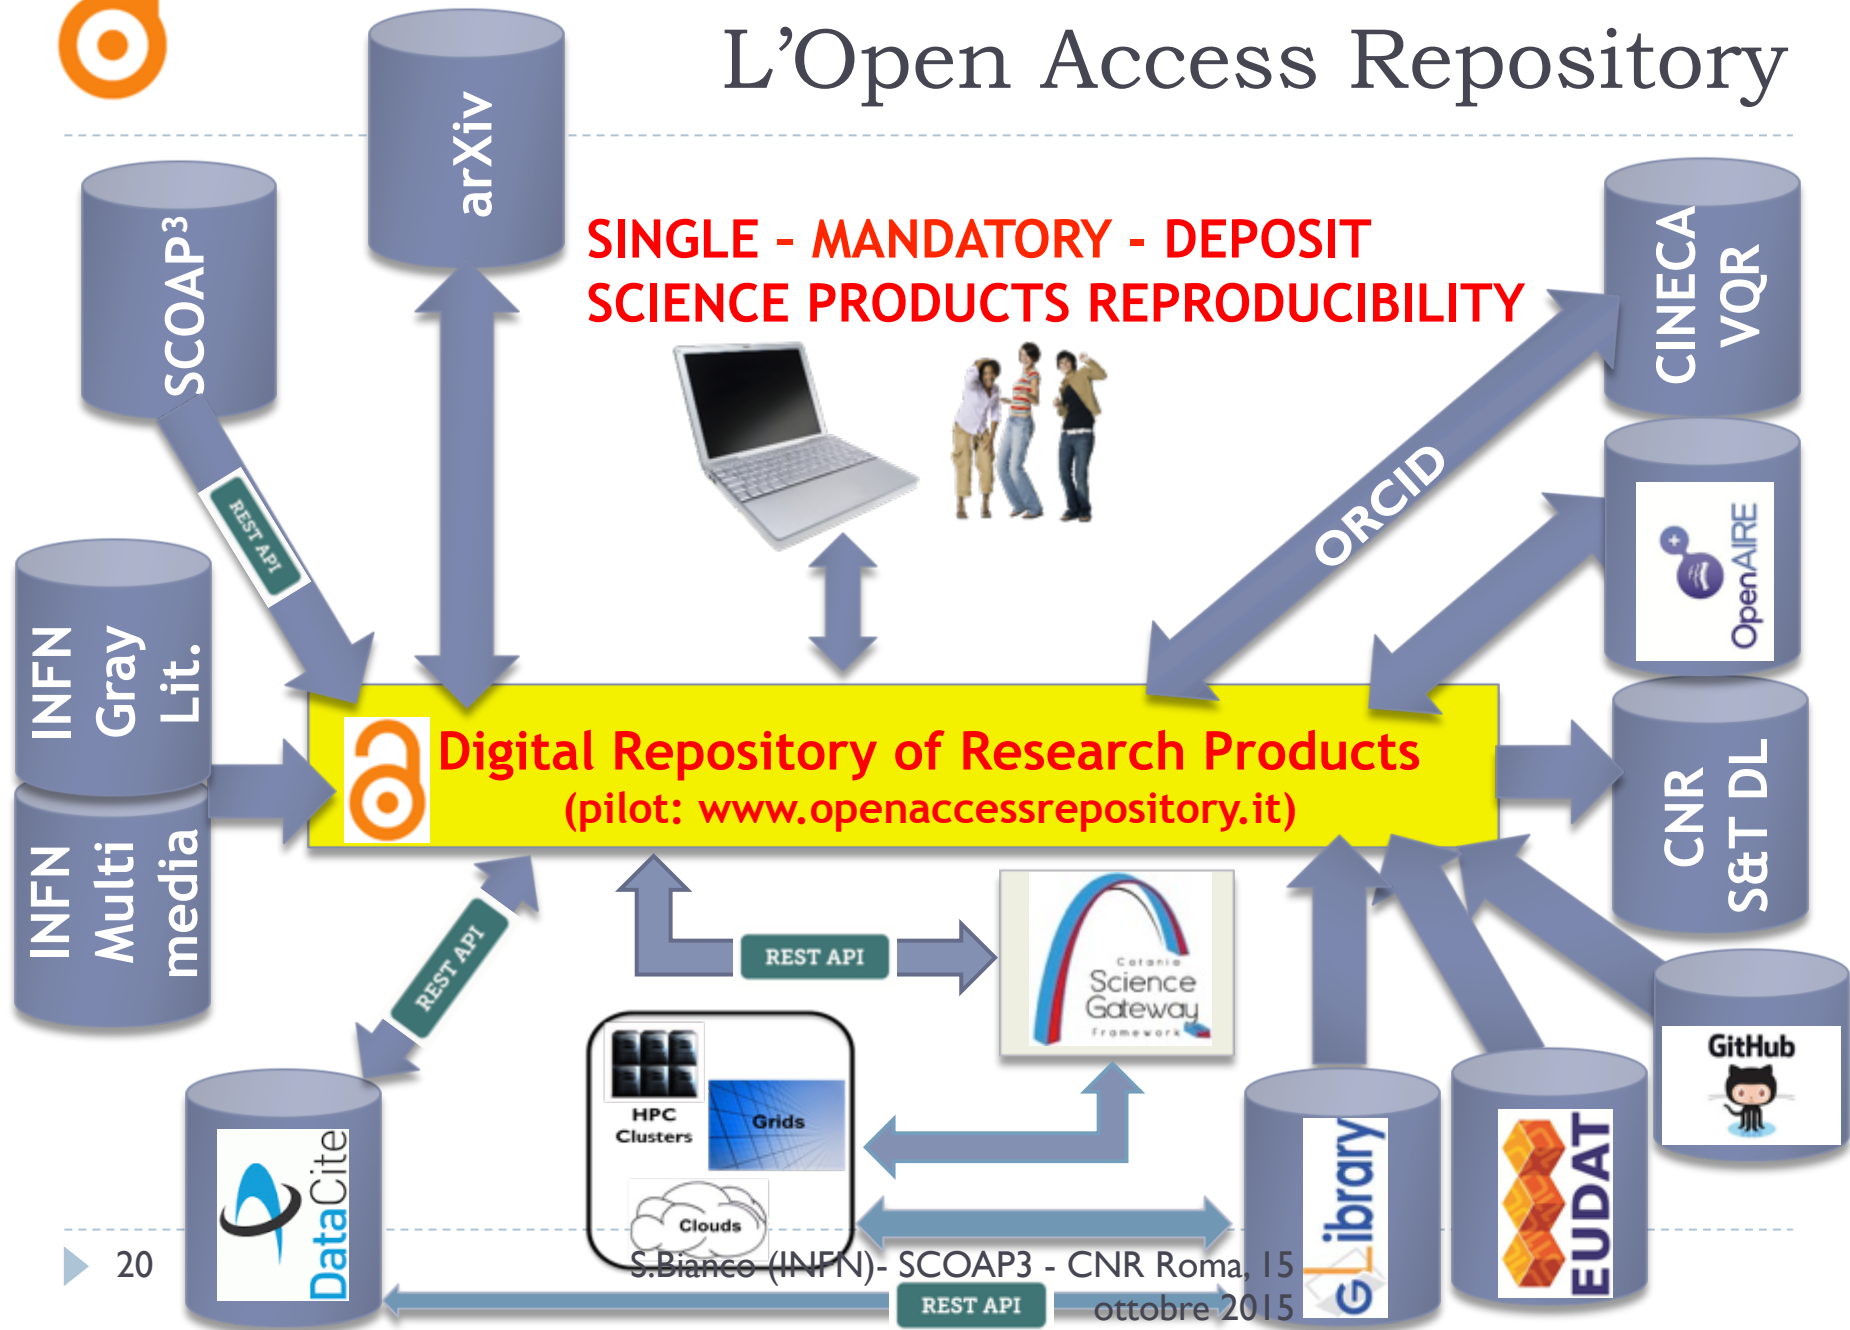 L’Open Access Repository
arXiv
SCOAP³
SINGLE – MANDATORY - DEPOSIT
SCIENCE PRODUCTS REPRODUCIBILITY
CINECA
VQR
ORCID
REST API
OpenAIRE
INFN
Gray
Lit.
Digital Repository of Research Products
(pilot: www.openaccessrepository.it)
CNR
S&T DL
INFN
Multi
media
REST API
REST API
Catania
Science
Gateway
Framework
GitHub
HPC
Clusters
Grids
Clouds
DataCite
gLibrary
EUDAT
20
S.Bianco (INFN)- SCOAP3 - CNR Roma, 15
ottobre 2015
REST API